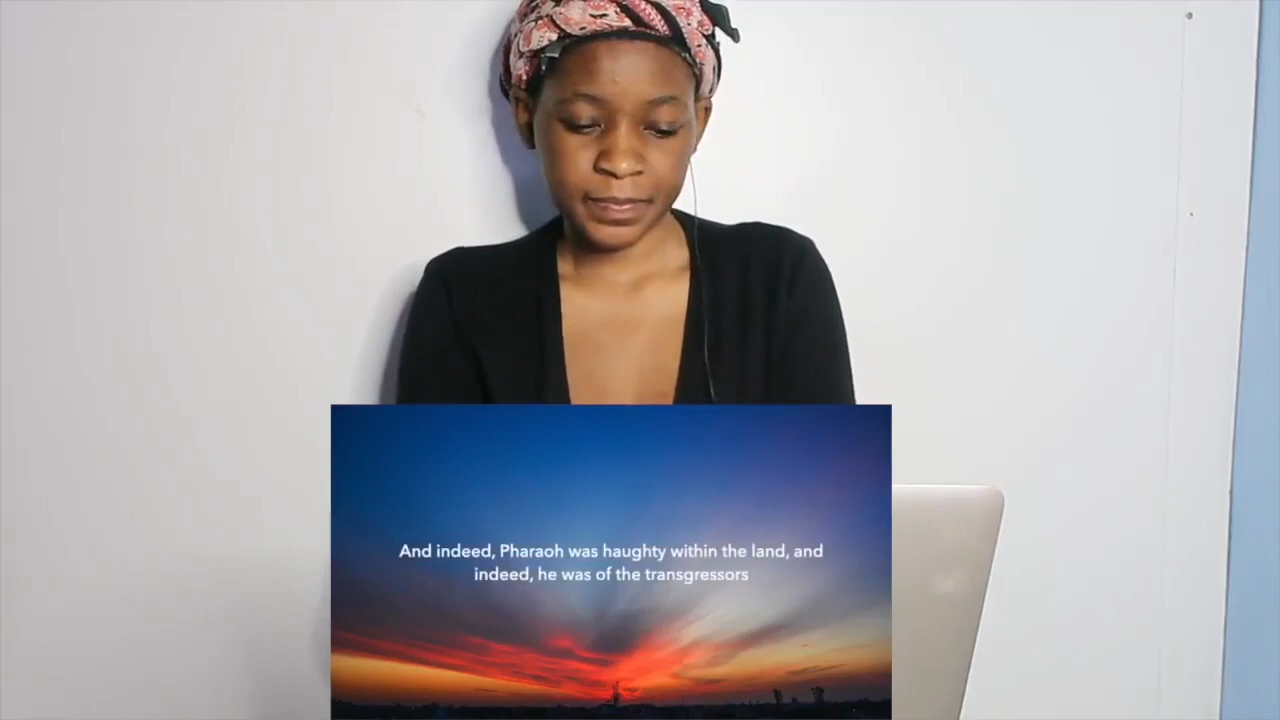 And indeed, Pharaoh was haughty within the land, and
indeed, he was of the transgressors